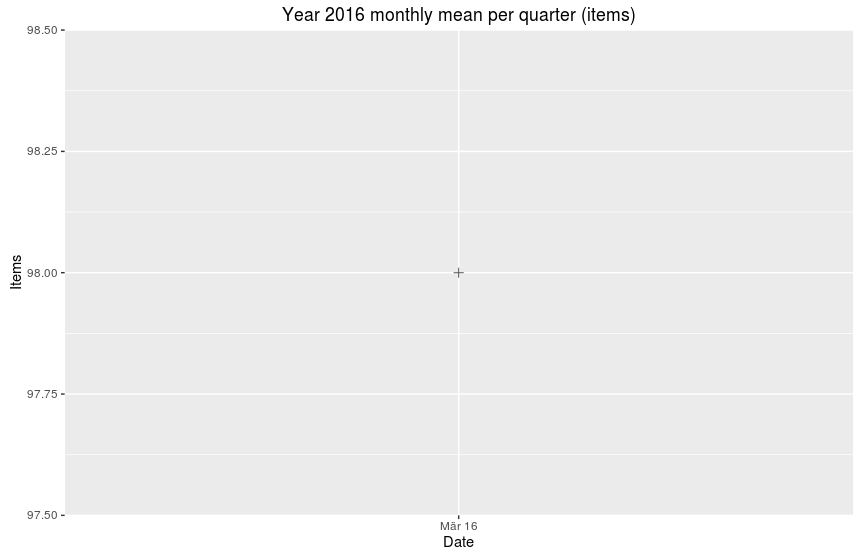 Year 2016 monthly mean per quarter (items)
98.50
98.25
98.00
97.75
97.50
Items
Mär 16
Date